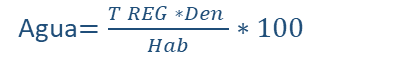 Agua= T REG *Den / Hab * 100